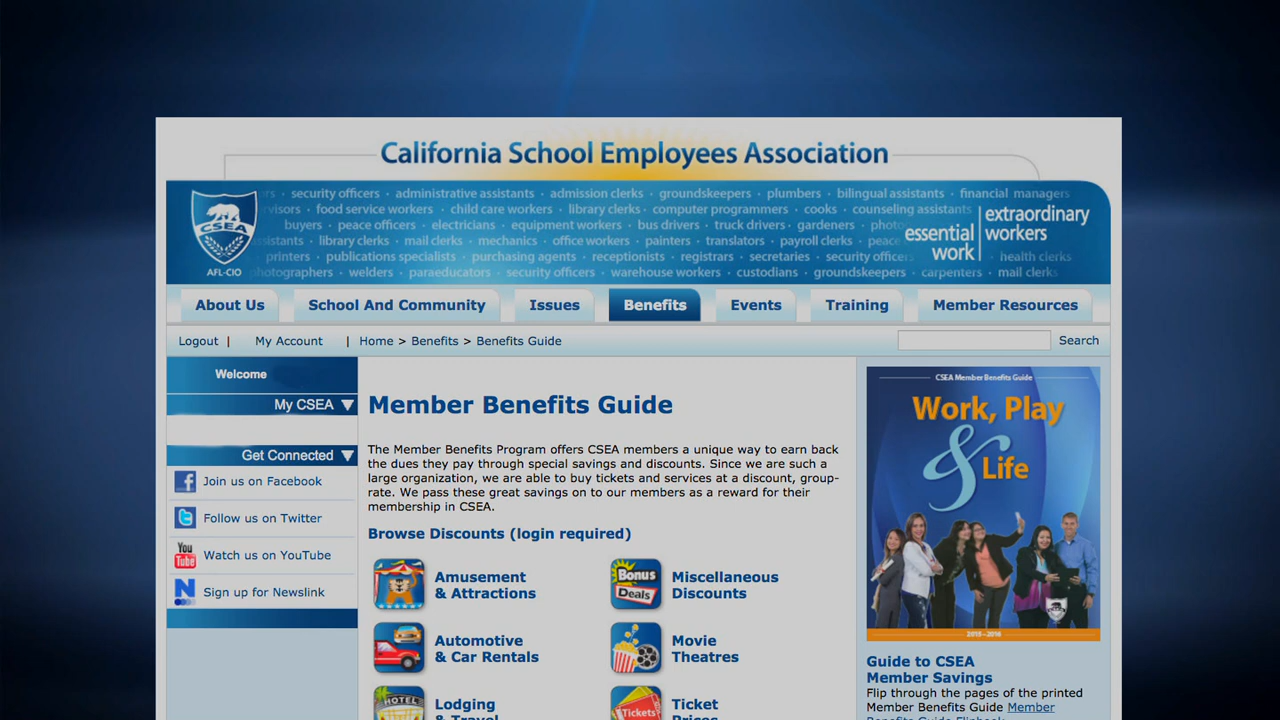 California School Employees Association
security officers · administrative assistants · admission clerks · groundskeepers · plumbers · bilingual assistants · financial managers
food service workers · child care workers · library clerks · computer programmers · cooks · counseling assistants
buyers · peace officers · electricians · equipment workers · bus drivers · truck drivers · gardeners
library clerks · mail clerks · mechanics · office workers · painters · translators · payroll clerks · peace
printers · publications specialists · purchasing agents · receptionists · registrars · secretaries · security officers · health clerks
photographers · welders · paraeducators · security officers · warehouse workers · custodians · groundskeepers · carpenters · mail clerks
CSEA
AFL-CIO
essential work
extraordinary workers
About Us School And Community Issues Benefits Events Training Member Resources
Logout | My Account | Home > Benefits > Benefits Guide Search
Welcome
My CSEA
Get Connected
Join us on Facebook
Follow us on Twitter
You Tube
Watch us on YouTube
N
Sign up for Newslink
Member Benefits Guide
The Member Benefits Program offers CSEA members a unique way to earn back
the dues they pay through special savings and discounts. Since we are such a
large organization, we are able to buy tickets and services at a discount, group-
rate. We pass these great savings on to our members as a reward for their
membership in CSEA.
Browse Discounts (login required)
Amusement
& Attractions
Bonus
Deals
Miscellaneous
Discounts
Automotive
& Car Rentals
Movie
Theatres
HOTEL
Lodging
& Travel
Tickets
Ticket
Prices
CSEA Member Benefits Guide
Work, Play
&
Life
2015–2016
Guide to CSEA
Member Savings
Flip through the pages of the printed
Member Benefits Guide Member
Benefits Guide Flipbook